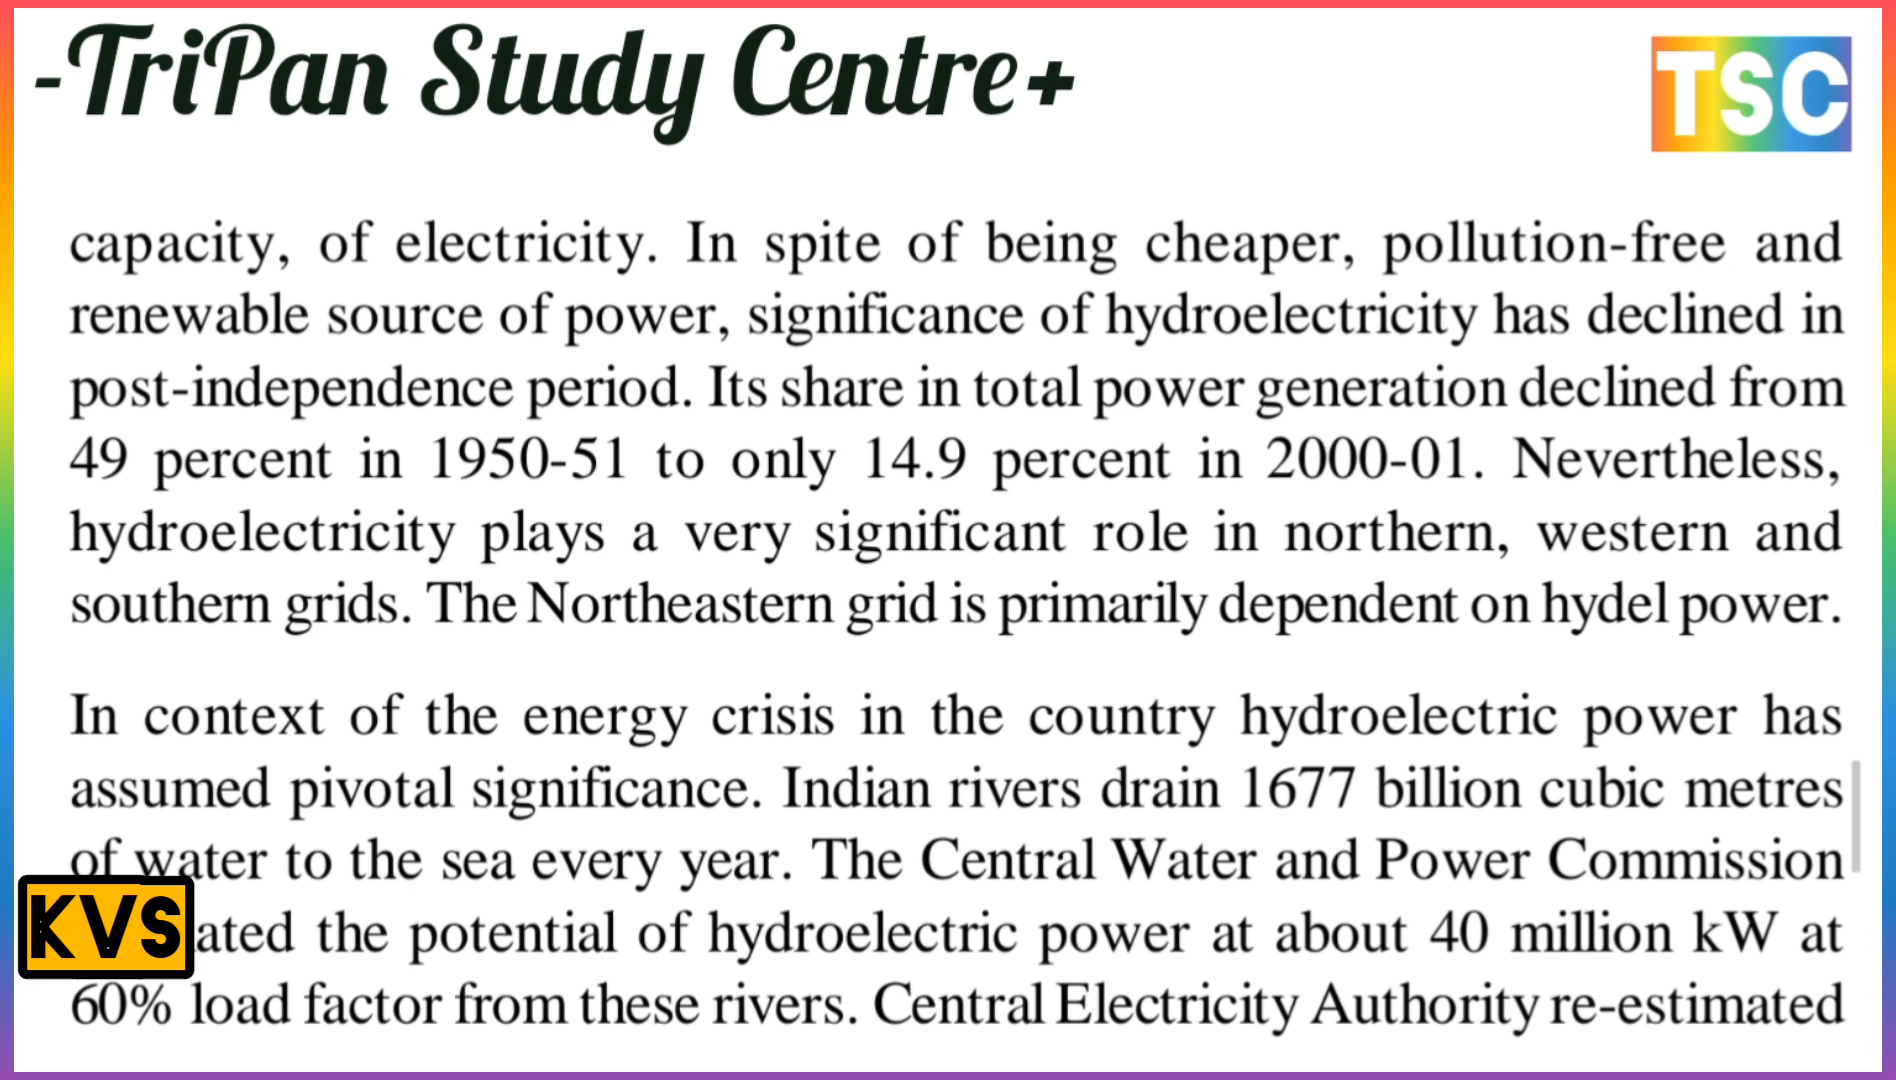 -TriPan Study Centre+
TSC
capacity, of electricity. In spite of being cheaper, pollution-free and
renewable source of power, significance of hydroelectricity has declined in
post-independence period. Its share in total power generation declined from
49 percent in 1950-51 to only 14.9 percent in 2000-01. Nevertheless,
hydroelectricity plays a very significant role in northern, western and
southern grids. The Northeastern grid is primarily dependent on hydel power.
In context of the energy crisis in the country hydroelectric power has
assumed pivotal significance. Indian rivers drain 1677 billion cubic metres
of water to the sea every year. The Central Water and Power Commission
KVS
the potential of hydroelectric power at about 40 million kW at
60% load factor from these rivers. Central Electricity Authority re-estimated